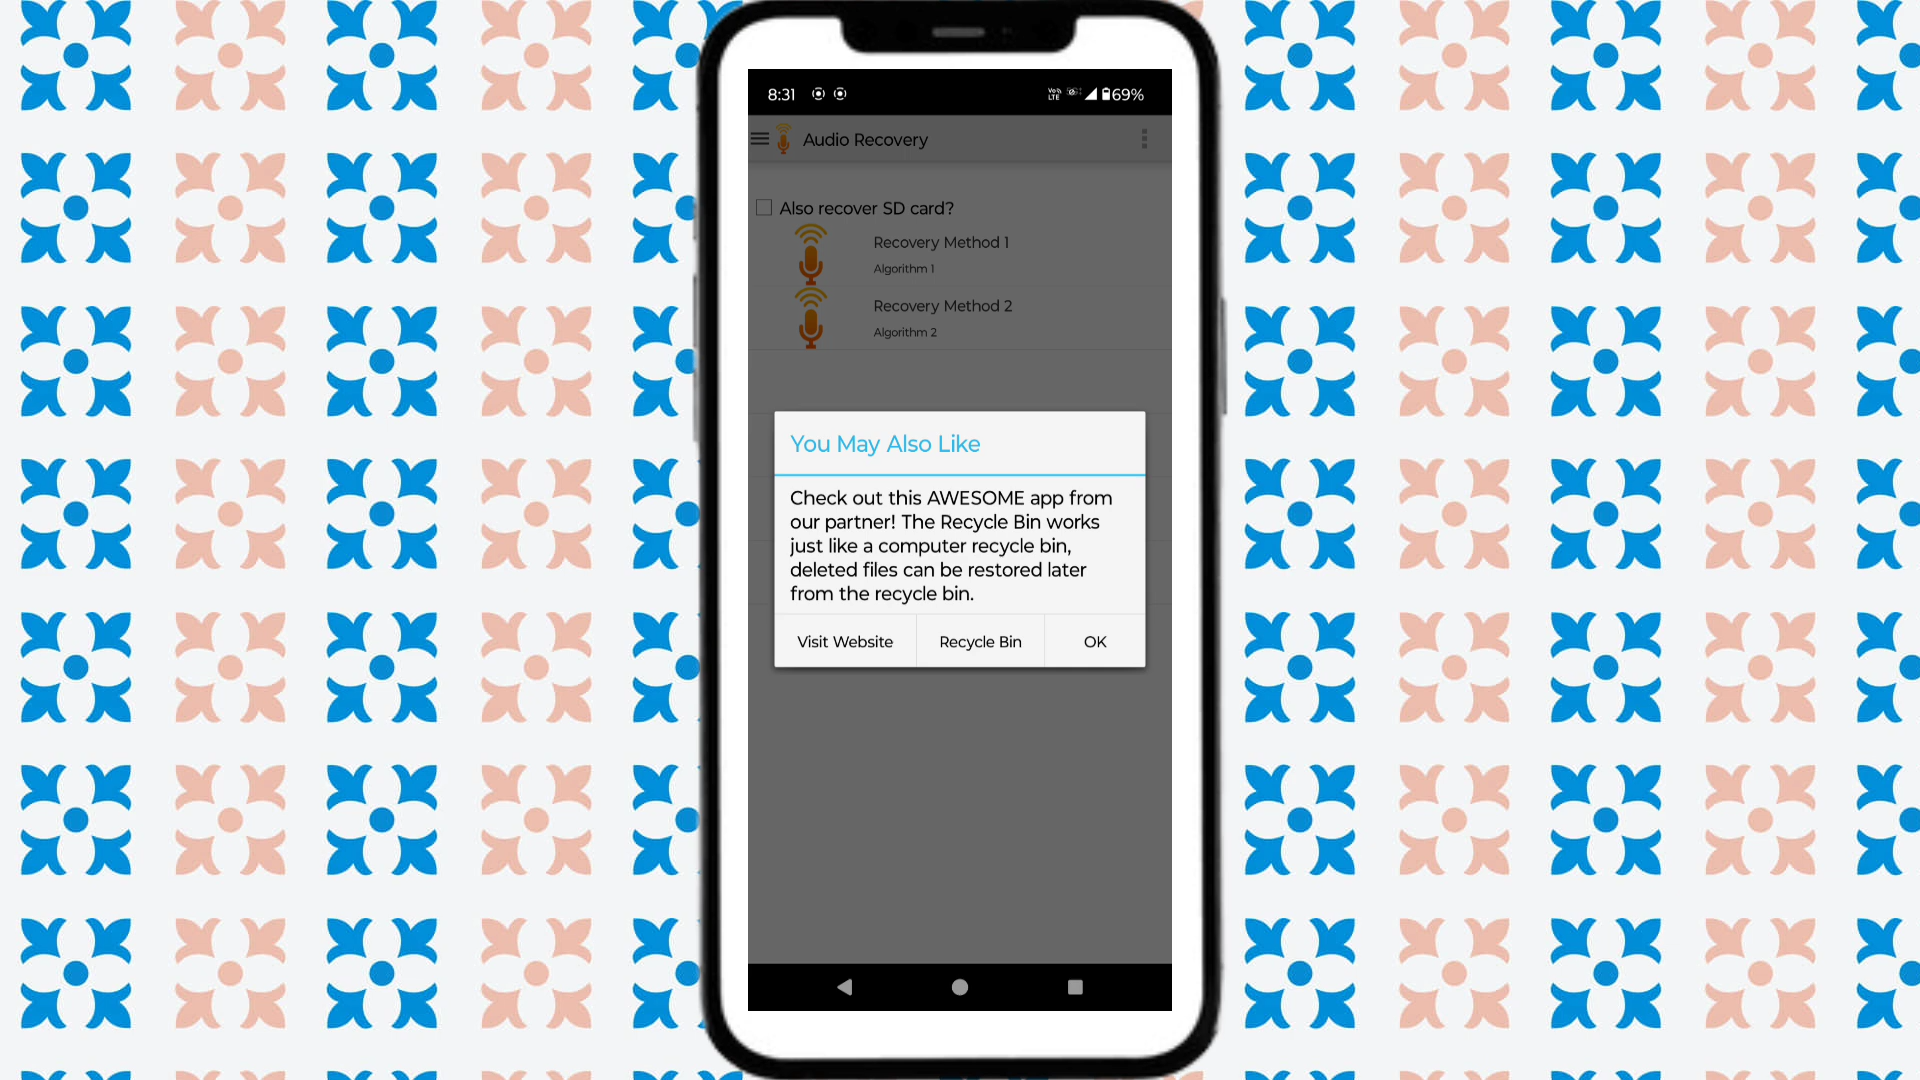 8:31
69%
Audio Recovery
Also recover SD card?
Recovery Method 1
Algorithm 1
Recovery Method 2
Algorithm 2
You May Also Like
Check out this AWESOME app from
our partner! The Recycle Bin works
just like a computer recycle bin,
deleted files can be restored later
from the recycle bin.
Visit Website
Recycle Bin
OK